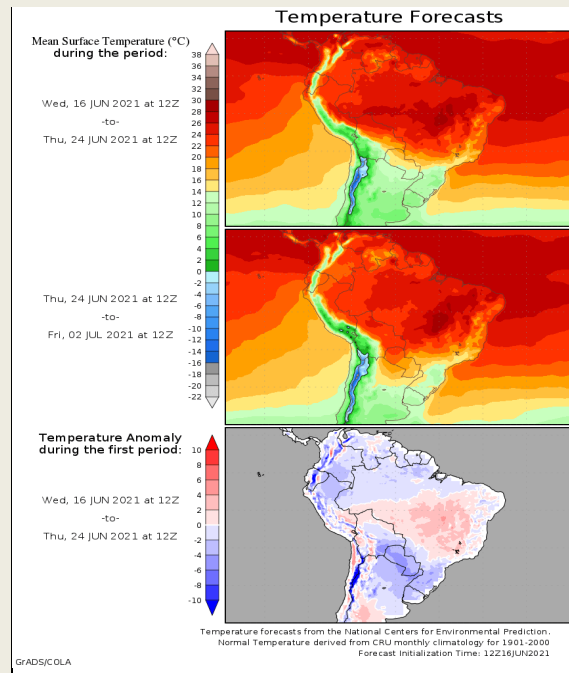 Temperature Forecasts
Mean Surface Temperature (°C)
during the period:
Wed, 16 JUN 2021 at 12Z
-to-
Thu, 24 JUN 2021 at 12Z
38
36
34
32
30
28
26
24
22
20
18
16
14
12
10
8
6
4
2
0
-2
-4
-6
-8
-10
-12
-14
-16
-18
-20
-22
Thu, 24 JUN 2021 at 12Z
-to-
Fri, 02 JUL 2021 at 12Z
Temperature Anomaly
during the first period:
Wed, 16 JUN 2021 at 12Z
-to-
Thu, 24 JUN 2021 at 12Z
10
8
6
4
2
0
-2
-4
-6
-8
-10
Temperature forecasts from the National Centers for Environmental Prediction.
Normal Temperature derived from CRU monthly climatology for 1901-2000
Forecast Initialization Time: 12Z16JUN2021
GrADS/COLA